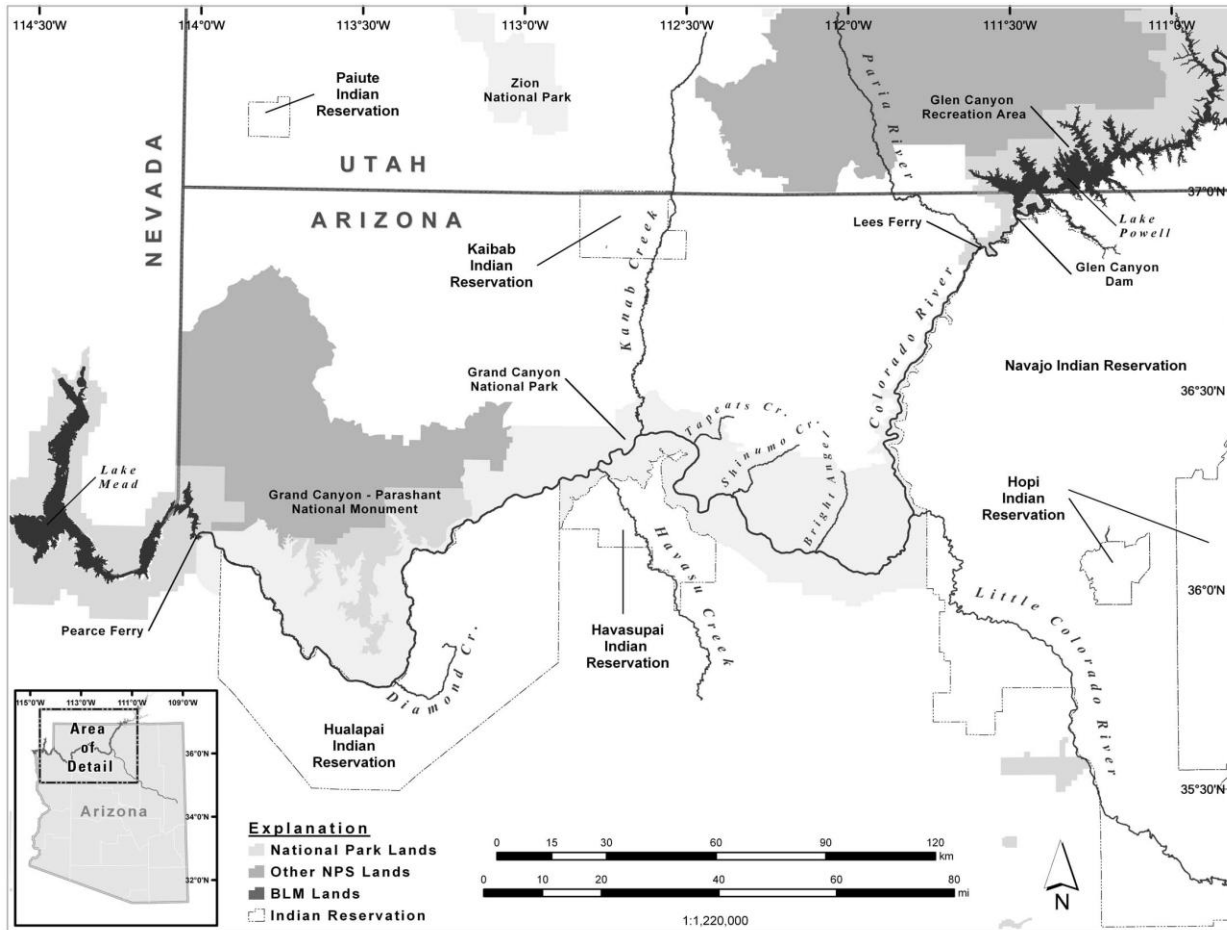 114°30'W
114°0'W
113°30'W
113°0'W
112°30'W
112°0'W
111°30'W
111°0'W
Paiute
Indian
Reservation
Zion
National Park
Paria River
Glen Canyon
Recreation Area
NEVADA
UTAH
ARIZONA
37°0'N
Lees Ferry
Lake
Powell
Glen Canyon
Dam
Kaibab
Indian
Reservation
Kanab Creek
Colorado River
Grand Canyon
National Park
Navajo Indian Reservation
36°30'N
Tapeats Cr.
Shinumo Cr.
Bright Angel
Lake
Mead
Grand Canyon - Parashant
National Monument
Hopi
Indian
Reservation
Havasu Creek
36°0'N
Pearce Ferry
Havasupai
Indian
Reservation
Little Colorado River
Diamond Cr.
Hualapai
Indian
Reservation
35°30'N
115°0'W
113°0'W
111°0'W
109°0'W
Area
of
Detail
36°0'N
Arizona
34°0'N
32°0'N
Explanation
National Park Lands
Other NPS Lands
BLM Lands
Indian Reservation
0 15 30 60 90 120
km
0 10 20 40 60 80
mi
1:1,220,000
N